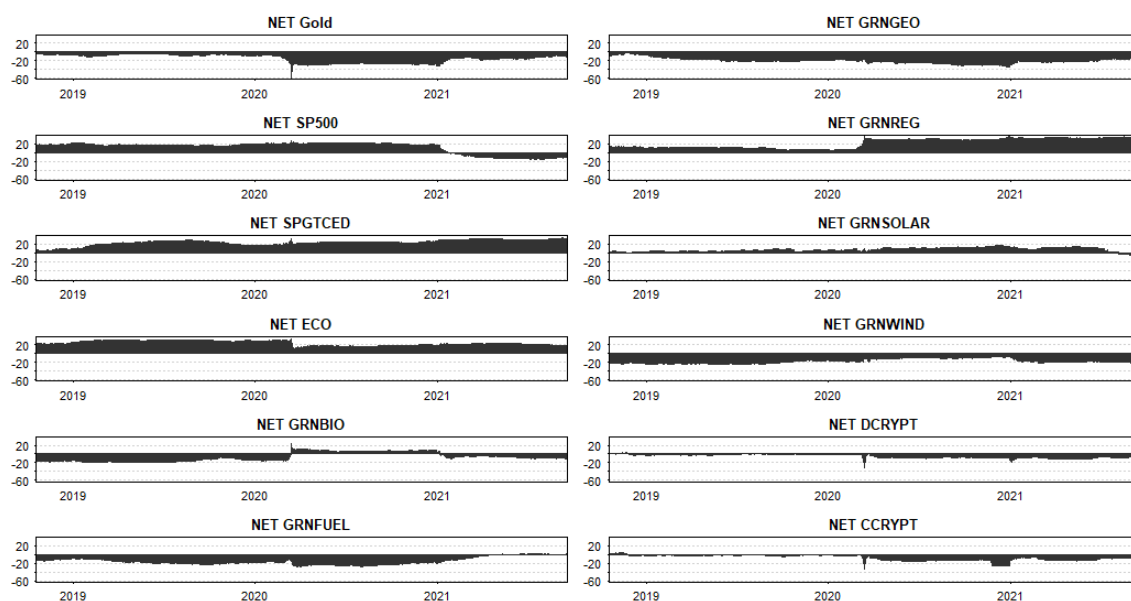 NET Gold
20
-20
-60
2019 2020 2021
NET GRNGEO
20
-20
-60
2019 2020 2021
NET SP500
20
-20
-60
2019 2020 2021
NET GRNREG
20
-20
-60
2019 2020 2021
NET SPGTCED
20
-20
-60
2019 2020 2021
NET GRNSOLAR
20
-20
-60
2019 2020 2021
NET ECO
20
-20
-60
2019 2020 2021
NET GRNWIND
20
-20
-60
2019 2020 2021
NET GRNBIO
20
-20
-60
2019 2020 2021
NET DCRYPT
20
-20
-60
2019 2020 2021
NET GRNFUEL
20
-20
-60
2019 2020 2021
NET CCRYPT
20
-20
-60
2019 2020 2021